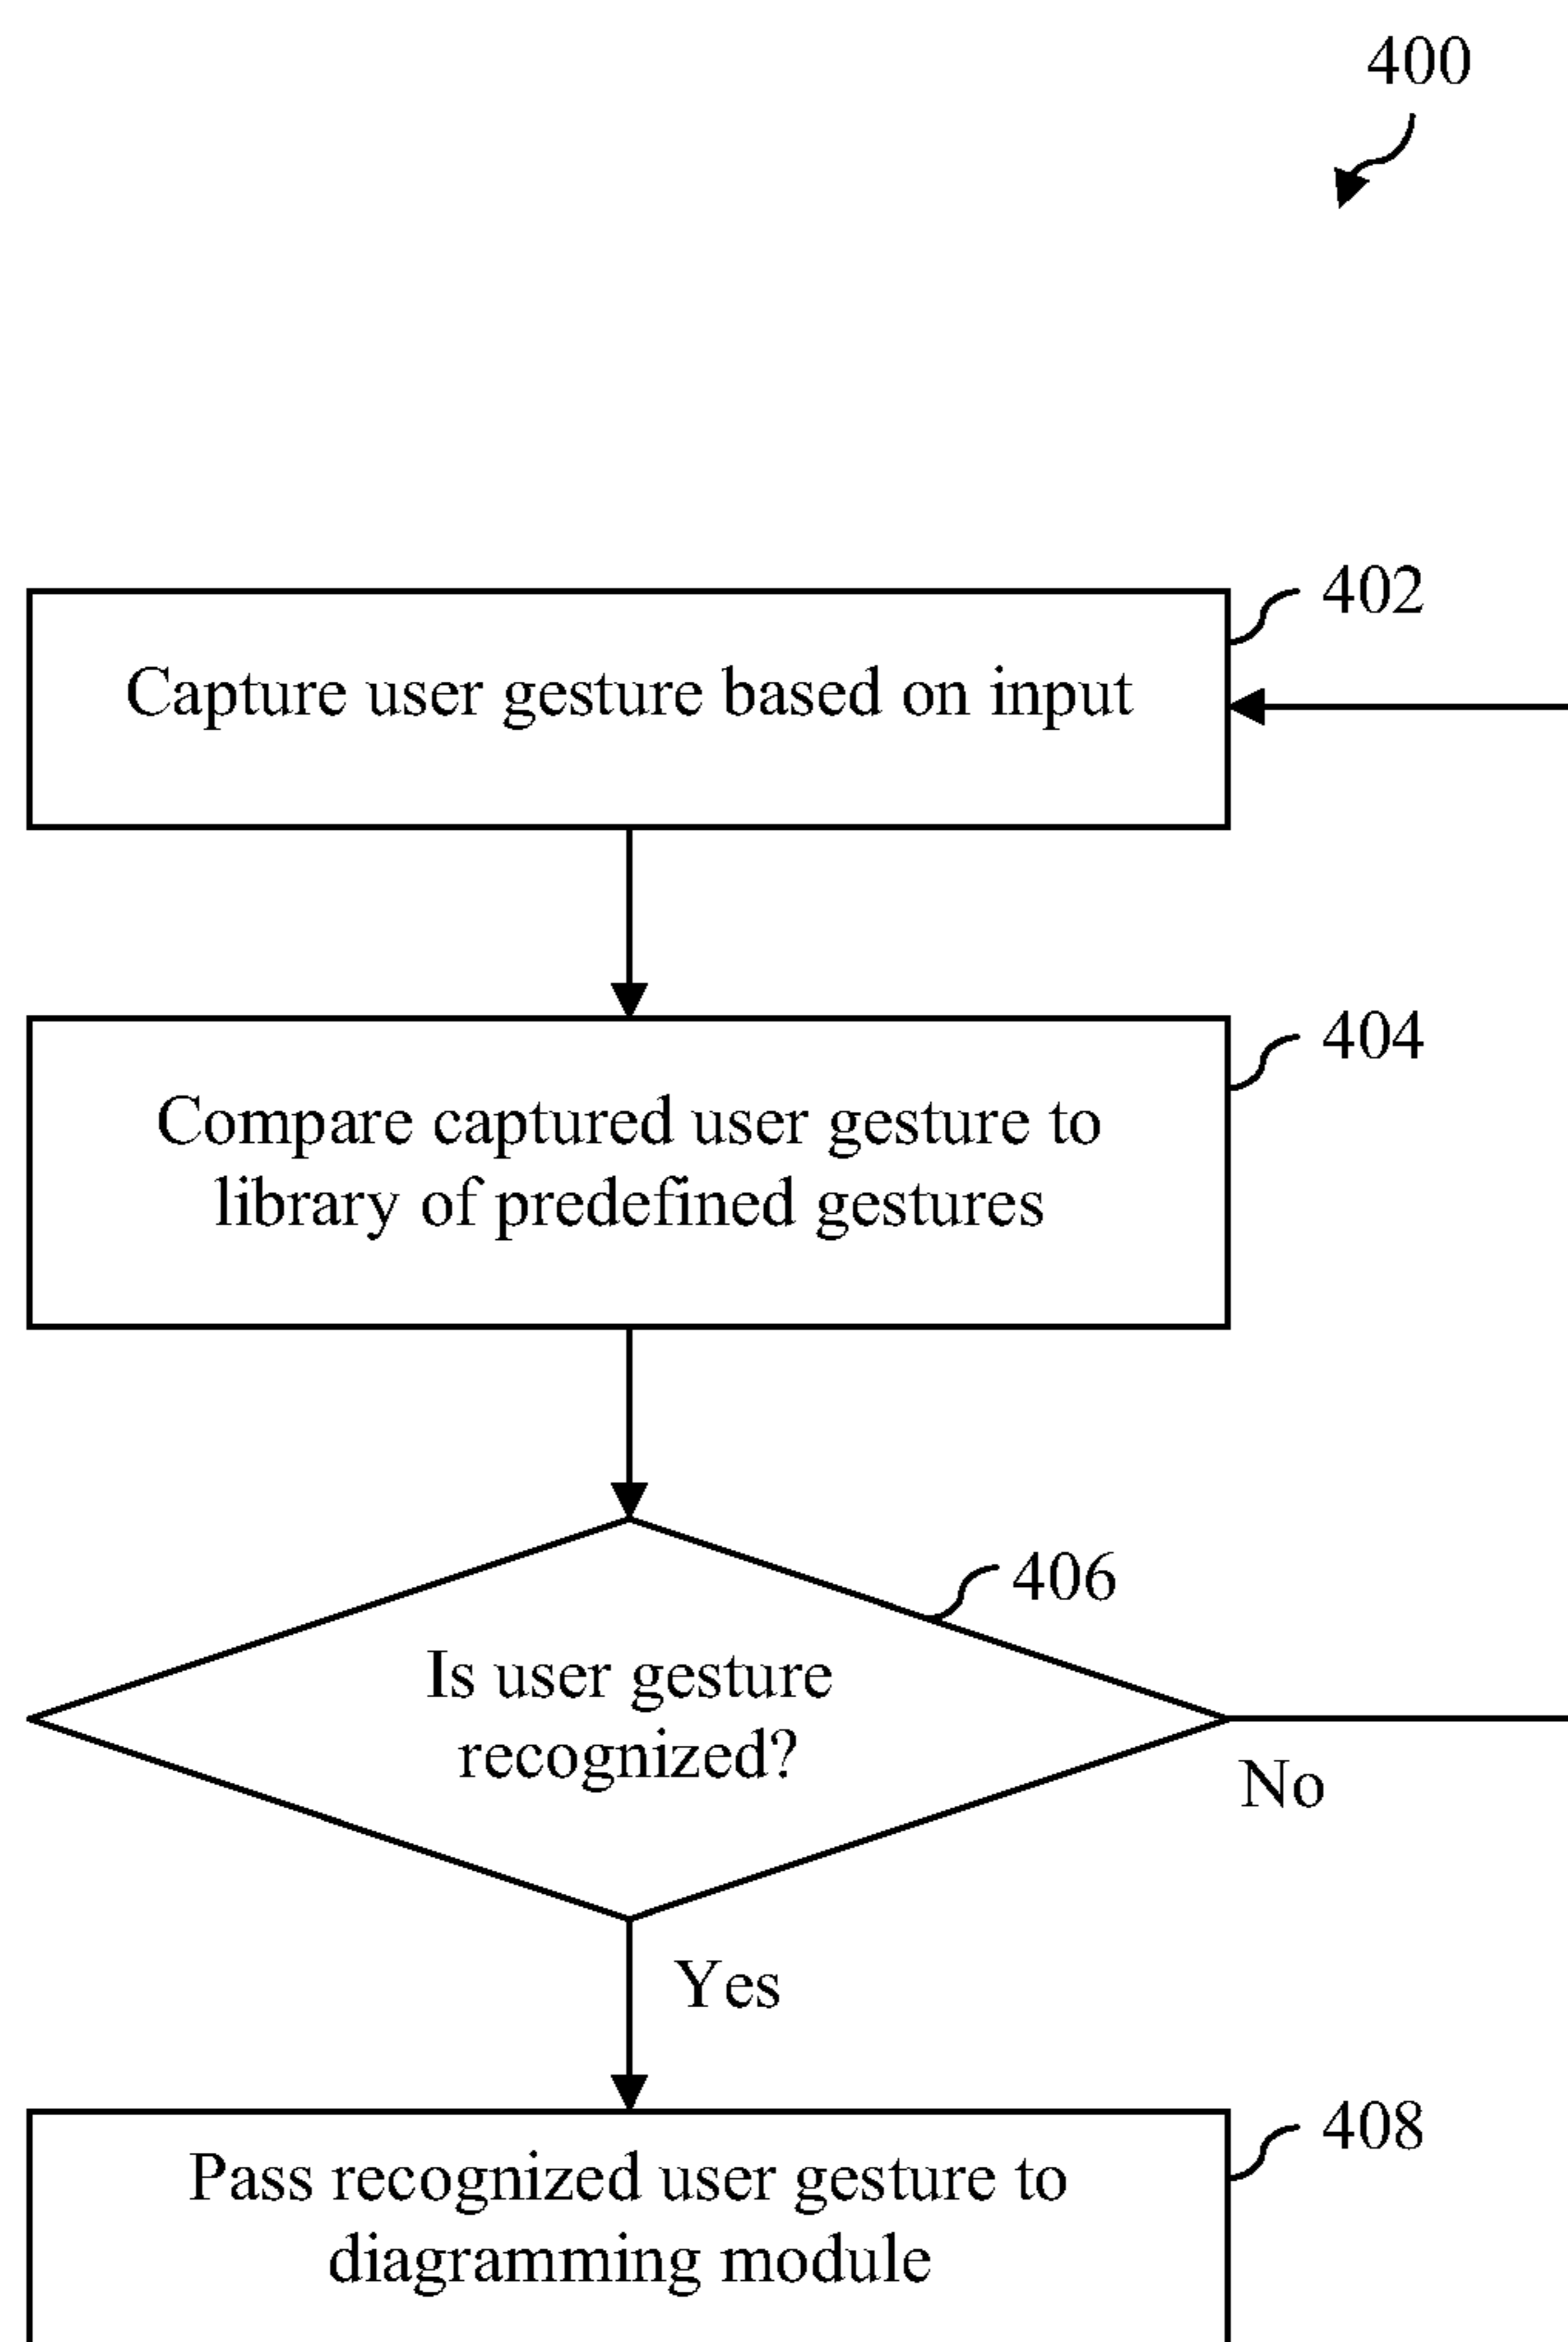 400
402
Capture user gesture based on input
404
Compare captured user gesture to
library of predefined gestures
406
Is user gesture
recognized?
No
Yes
408
Pass recognized user gesture to
diagramming module